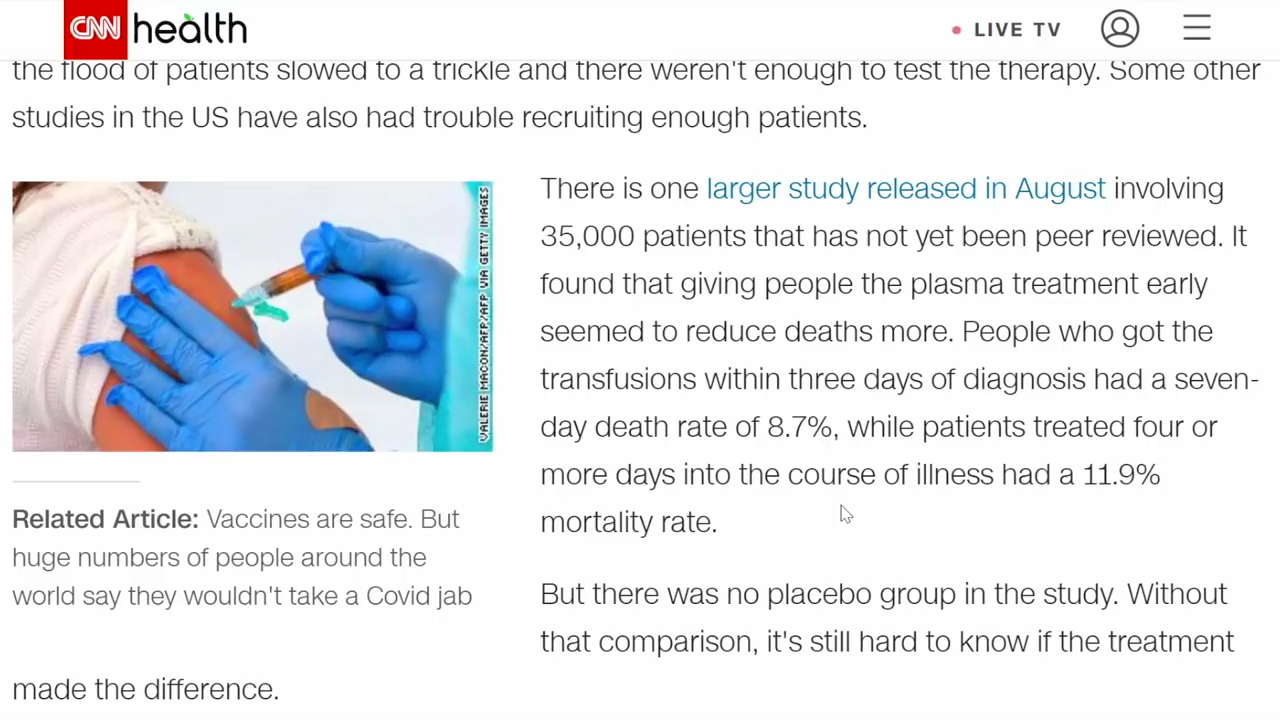 CNN health
LIVE TV
the flood of patients slowed to a trickle and there weren't enough to test the therapy. Some other
studies in the US have also had trouble recruiting enough patients.
VALERIE MACON/AFP/AFP VIA GETTY IMAGES
Related Article: Vaccines are safe. But
huge numbers of people around the
world say they wouldn't take a Covid jab
There is one larger study released in August involving
35,000 patients that has not yet been peer reviewed. It
found that giving people the plasma treatment early
seemed to reduce deaths more. People who got the
transfusions within three days of diagnosis had a seven-
day death rate of 8.7%, while patients treated four or
more days into the course of illness had a 11.9%
mortality rate.
But there was no placebo group in the study. Without
that comparison, it's still hard to know if the treatment
made the difference.